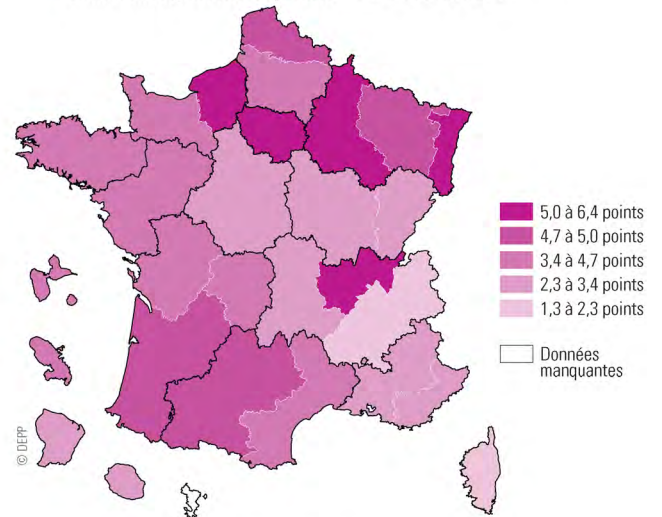 5,0 à 6,4 points
4,7 à 5,0 points
3,4 à 4,7 points
2,3 à 3,4 points
1,3 à 2,3 points
Données
manquantes
© DEPP